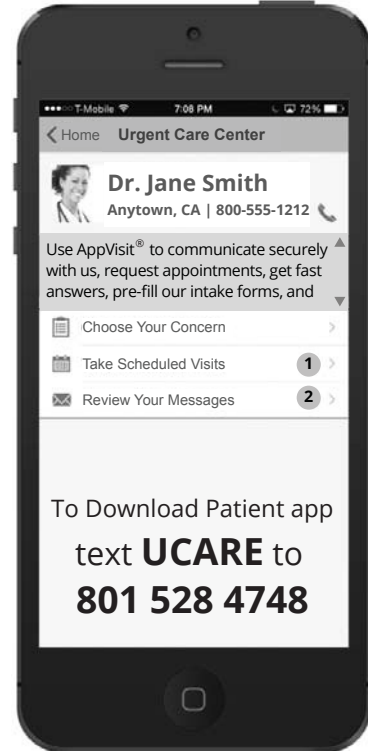 T-Mobile 7:08 PM 72%
Home Urgent Care Center
Dr. Jane Smith
Anytown, CA | 800-555-1212
Use AppVisit® to communicate securely
with us, request appointments, get fast
answers, pre-fill our intake forms, and
Choose Your Concern
Take Scheduled Visits 1
Review Your Messages 2
To Download Patient app
text UCARE to
801 528 4748